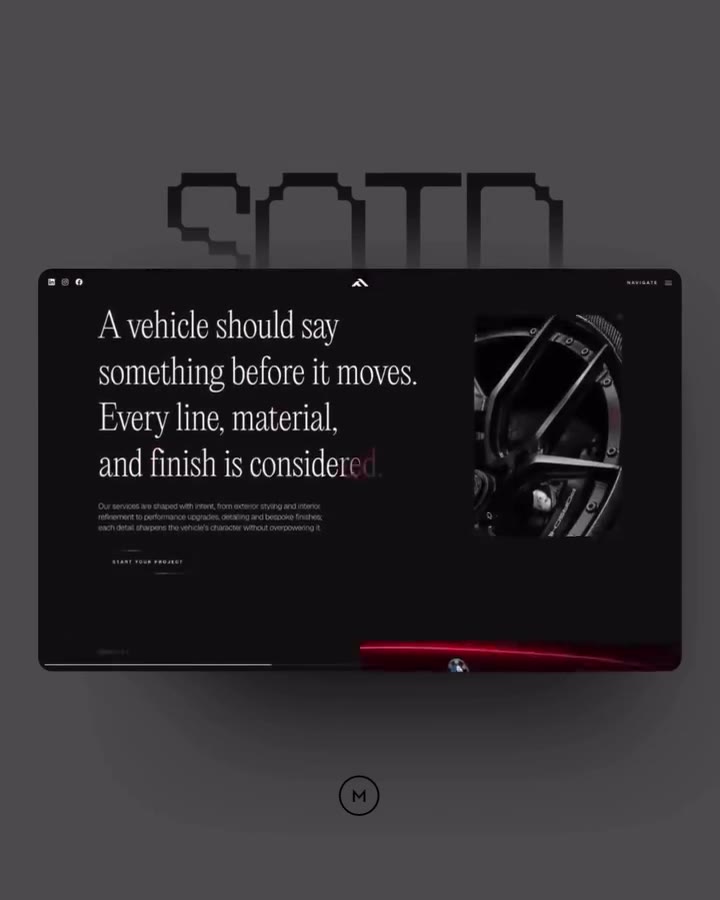 SOTD
NAVIGATE
A vehicle should say
something before it moves.
Every line, material,
and finish is considered.
Our services are shaped with intent, from exterior styling and interior
refinement to performance upgrades, detailing and bespoke finishes;
each detail sharpens the vehicle's character without overpowering it.
START YOUR PROJECT
M